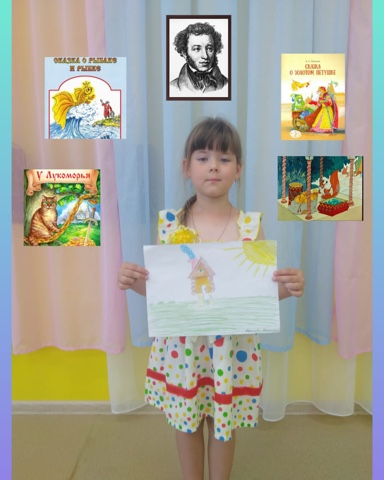 СКАЗКА О РЫБАКЕ
И РЫБКЕ
СКАЗКА
О ЗОЛОТОМ ПЕТУШКЕ
У Лукоморья